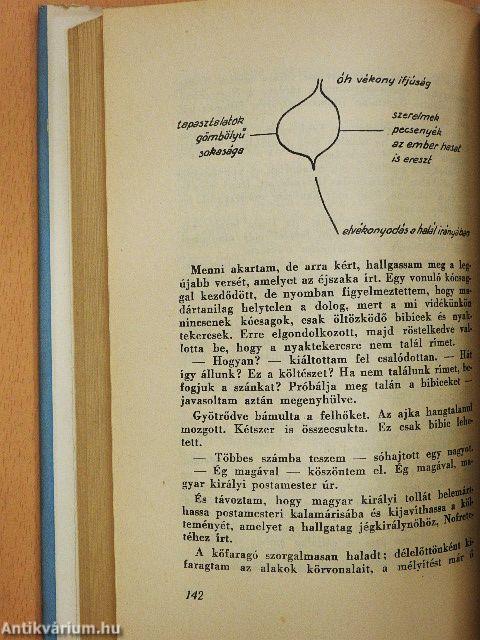 óh vékony ifjúság
tapasztalatok
gömbölyű
sokasága
szerelmek
pecsenyék
az ember hasat
is ereszt
elvékonyodás a halál irányában
Menni akartam, de arra kért, hallgassam meg a leg-
újabb versét, amelyet az éjszaka írt. Egy vonuló kócsag-
gal kezdődött, de nyomban figyelmeztettem, hogy ma-
dártanilag helytelen a dolog, mert a mi vidékünkön
nincsenek kócsagok, csak öltözködő bibicek és nyak-
tekercsek. Erre elgondolkozott, majd röstelkedve val-
lotta be, hogy a nyaktekercsre nem talál rímet.
— Hogyan? — kiáltottam fel csalódottan. — Hát
így állunk? Ez a költészet? Ha nem találunk rímet, be-
fogjuk a szánkat? Próbálja meg talán a bibiceket —
javasoltam aztán megenyhülve.
Gyötrődve bámulta a felhőket. Az ajka hangtalanul
mozgott. Kétszer is összecsukta. Ez csak bibic lehe-
tett.
— Többes számba teszem — sóhajtott egy nagyot.
— Ég magával — köszöntem el. Ég magával, ma-
gyar királyi postamester úr.
És távoztam, hogy magyar királyi tollát belemárt-
hassa postamesteri kalamárisába és kijavíthassa a köl-
teményét, amelyet a hallgatag jégkirálynőhöz, Nofrete-
téhez írt.
A kőfaragó szorgalmasan haladt; délelőttönként ki-
faragtam az alakok körvonalait, a mélyítést már ő
142
Antikvárium.hu